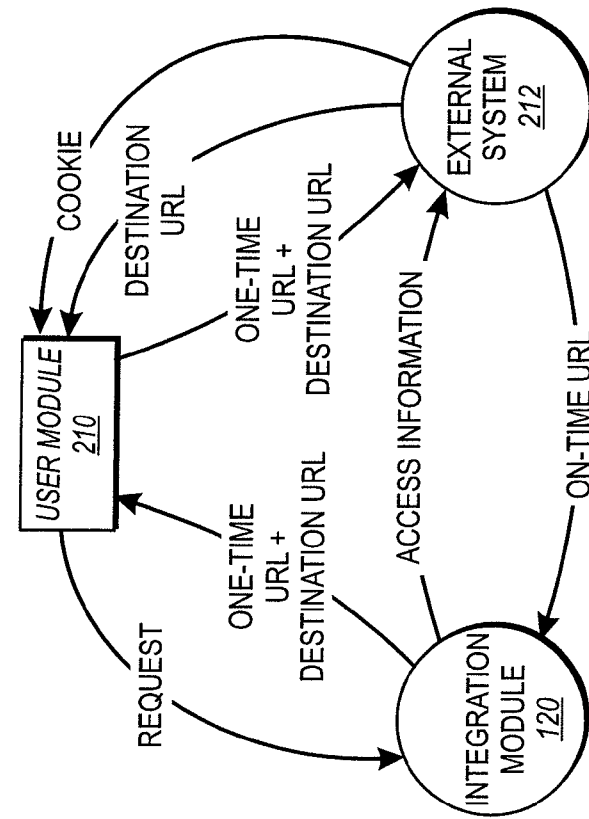 USER MODULE
210
COOKIE
DESTINATION
URL
REQUEST
ONE-TIME
URL +
DESTINATION URL
ONE-TIME
URL +
DESTINATION URL
ACCESS INFORMATION
INTEGRATION
MODULE
120
EXTERNAL
SYSTEM
212
ON-TIME URL